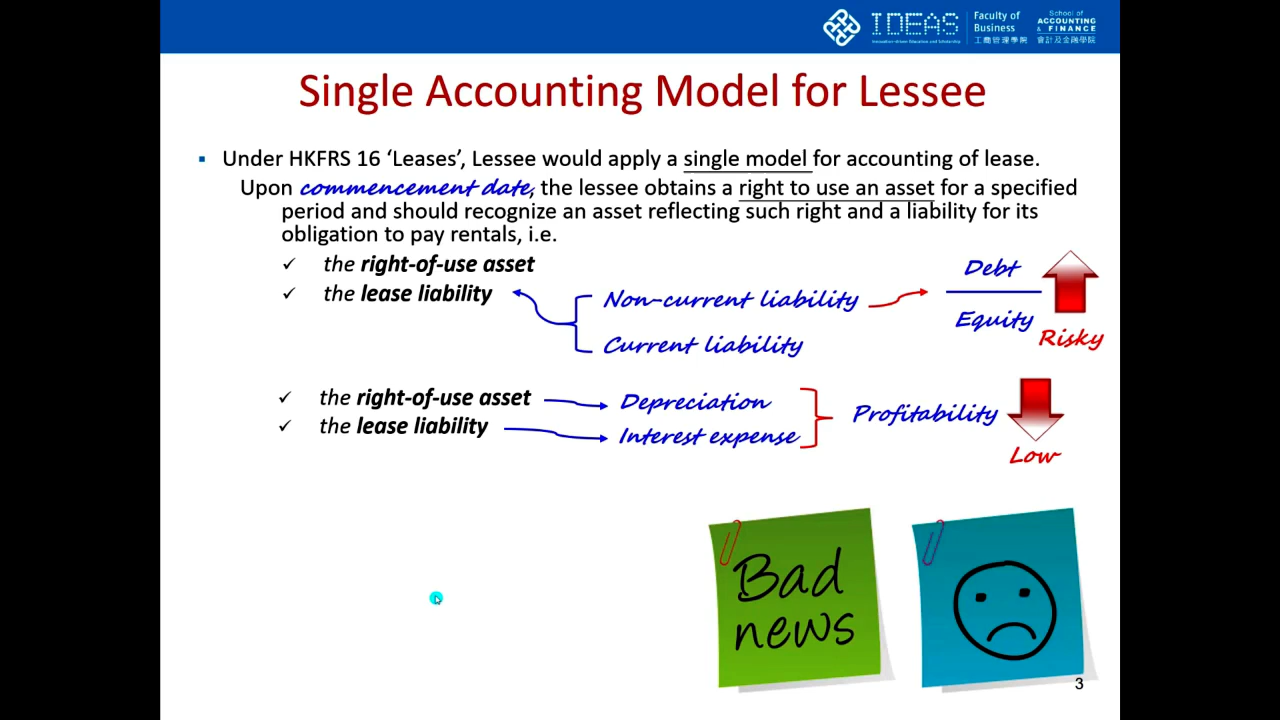 IDEAS
Innovation-driven Education and Scholarship
Faculty of
Business
工商管理學院
School of
ACCOUNTING
& FINANCE
會計及金融學院
Single Accounting Model for Lessee
▪ Under HKFRS 16 ‘Leases’, Lessee would apply a single model for accounting of lease.
Upon commencement date, the lessee obtains a right to use an asset for a specified
period and should recognize an asset reflecting such right and a liability for its
obligation to pay rentals, i.e.
✓ the right-of-use asset
✓ the lease liability
Non-current liability
Current liability
Debt
Equity
Risky
✓ the right-of-use asset
Depreciation
✓ the lease liability
Interest expense
Profitability
Low
Bad
news
3